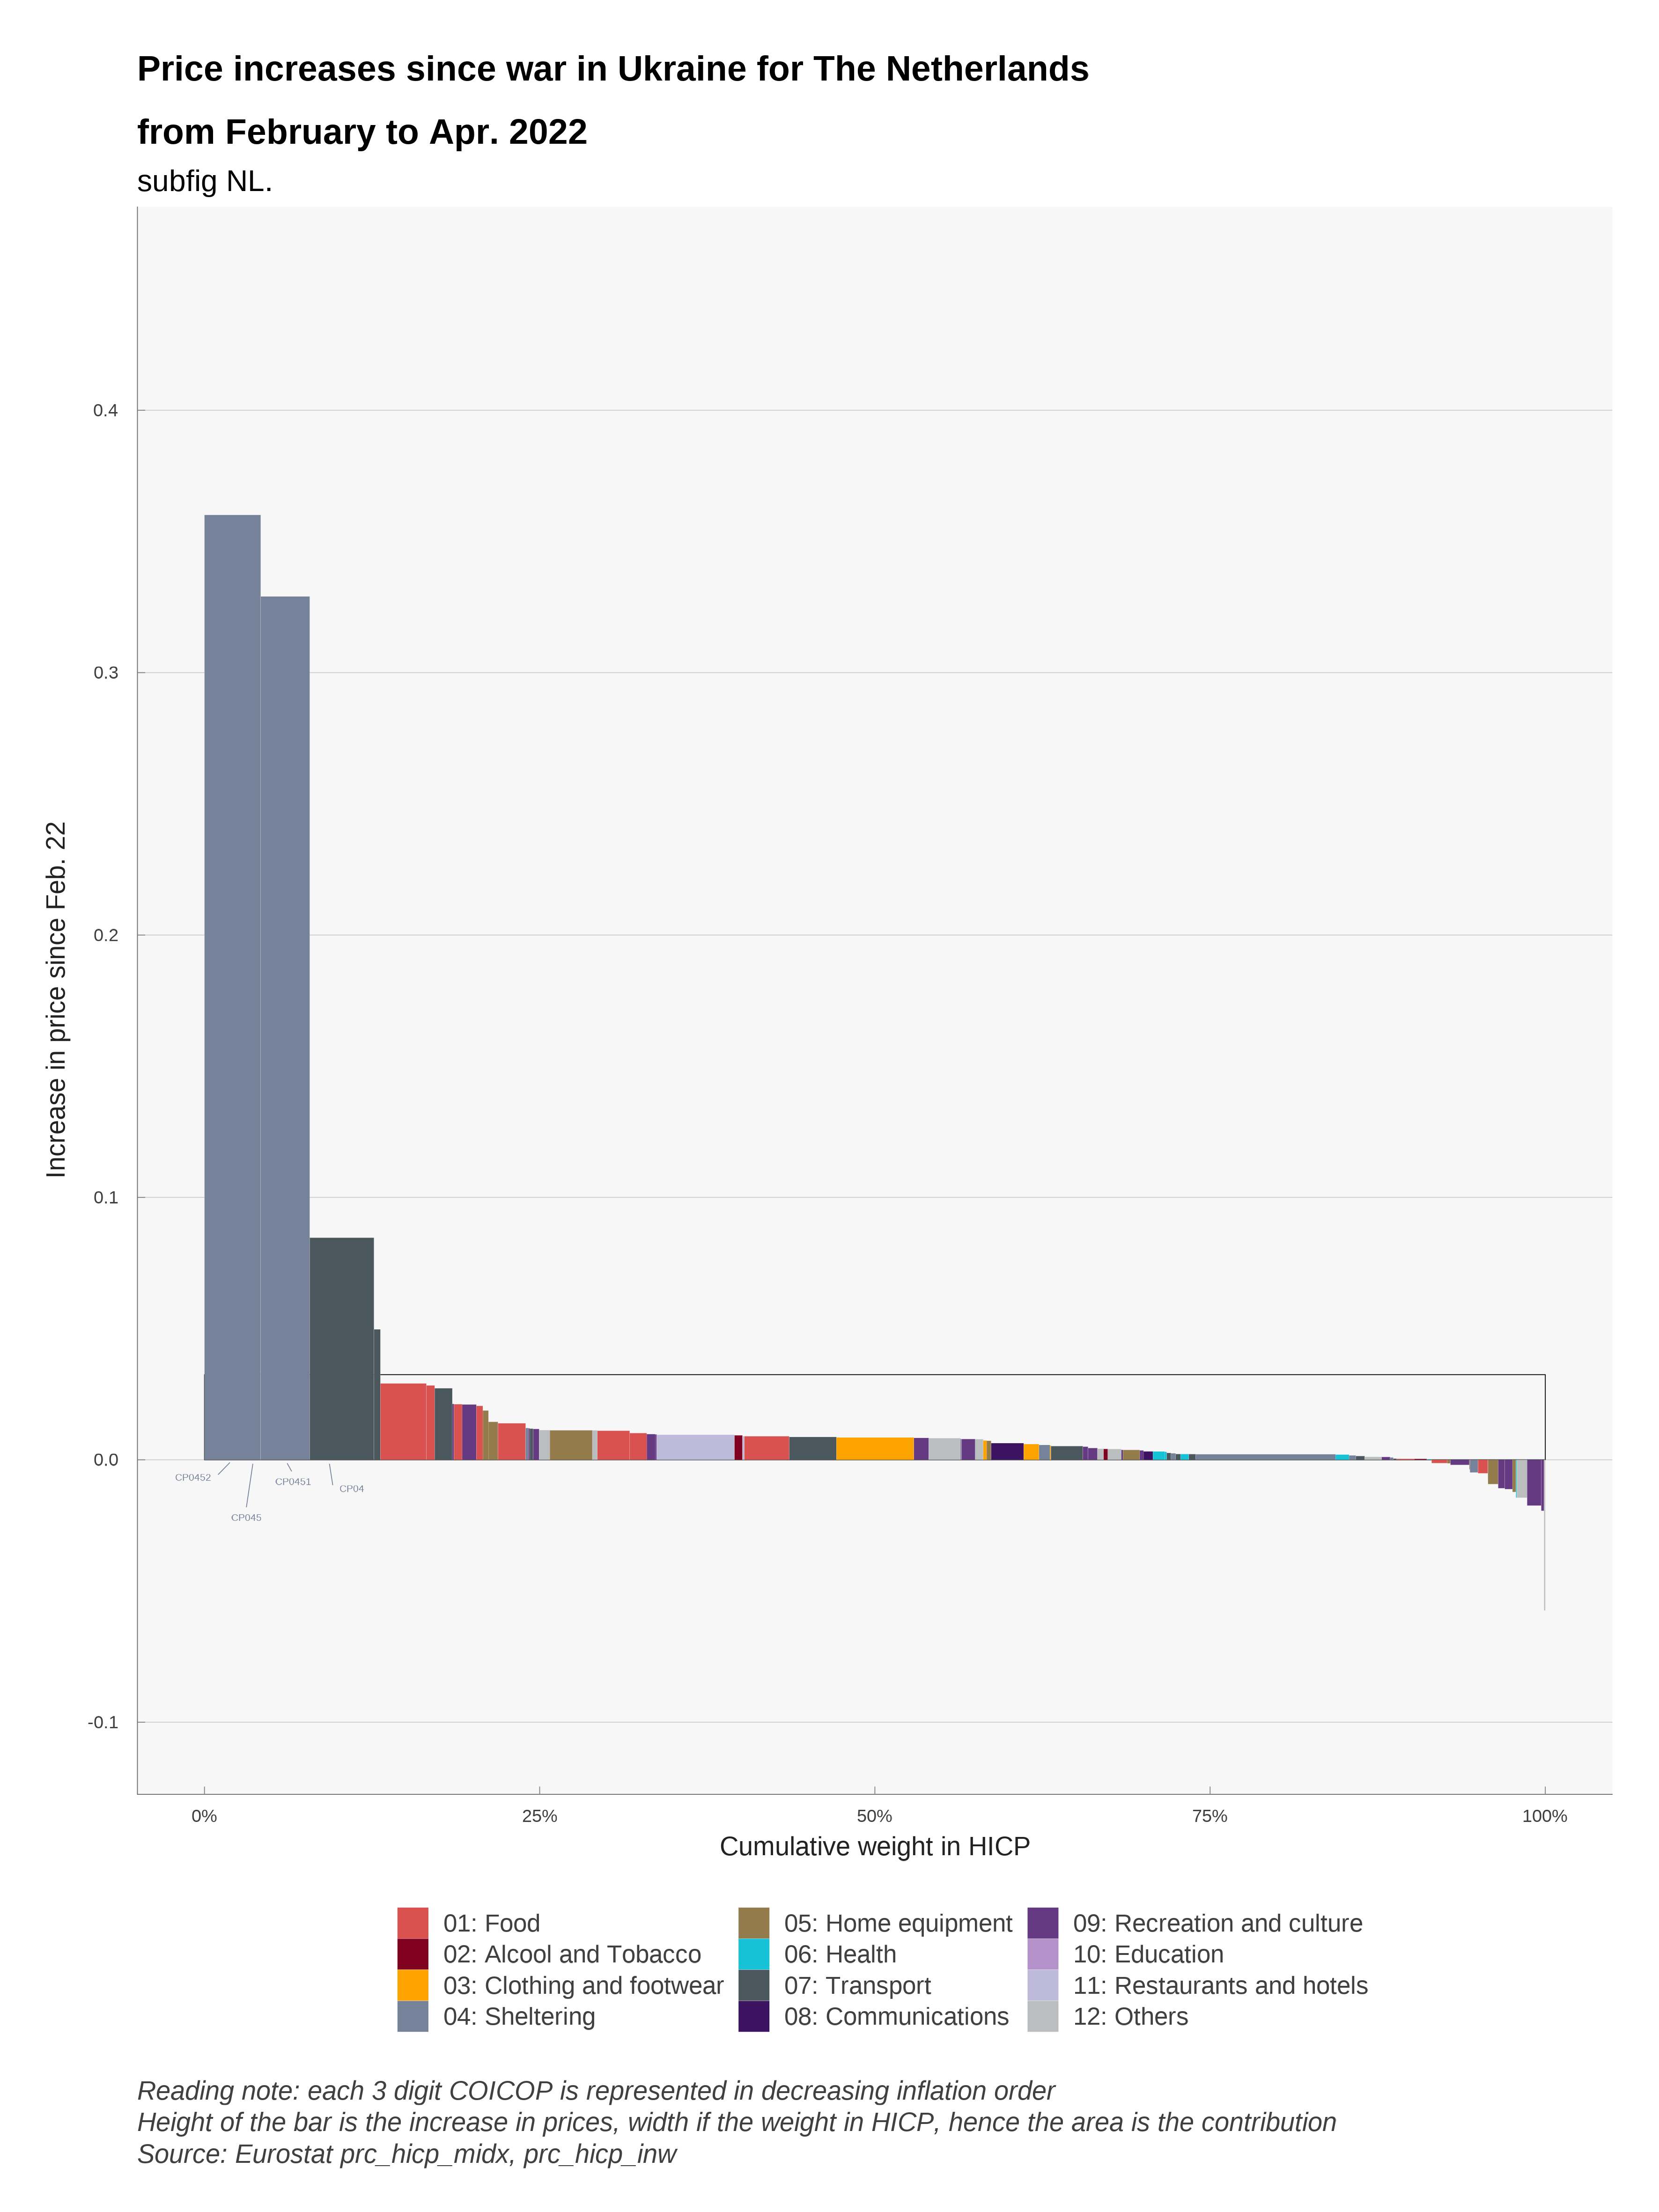 Price increases since war in Ukraine for The Netherlands
from February to Apr. 2022
subfig NL.
Increase in price since Feb. 22
0.4
0.3
0.2
0.1
0.0
-0.1
CP0452
CP045
CP0451
CP04
0% 25% 50% 75% 100%
Cumulative weight in HICP
01: Food 05: Home equipment 09: Recreation and culture
02: Alcool and Tobacco 06: Health 10: Education
03: Clothing and footwear 07: Transport 11: Restaurants and hotels
04: Sheltering 08: Communications 12: Others
Reading note: each 3 digit COICOP is represented in decreasing inflation order
Height of the bar is the increase in prices, width if the weight in HICP, hence the area is the contribution
Source: Eurostat prc_hicp_midx, prc_hicp_inw